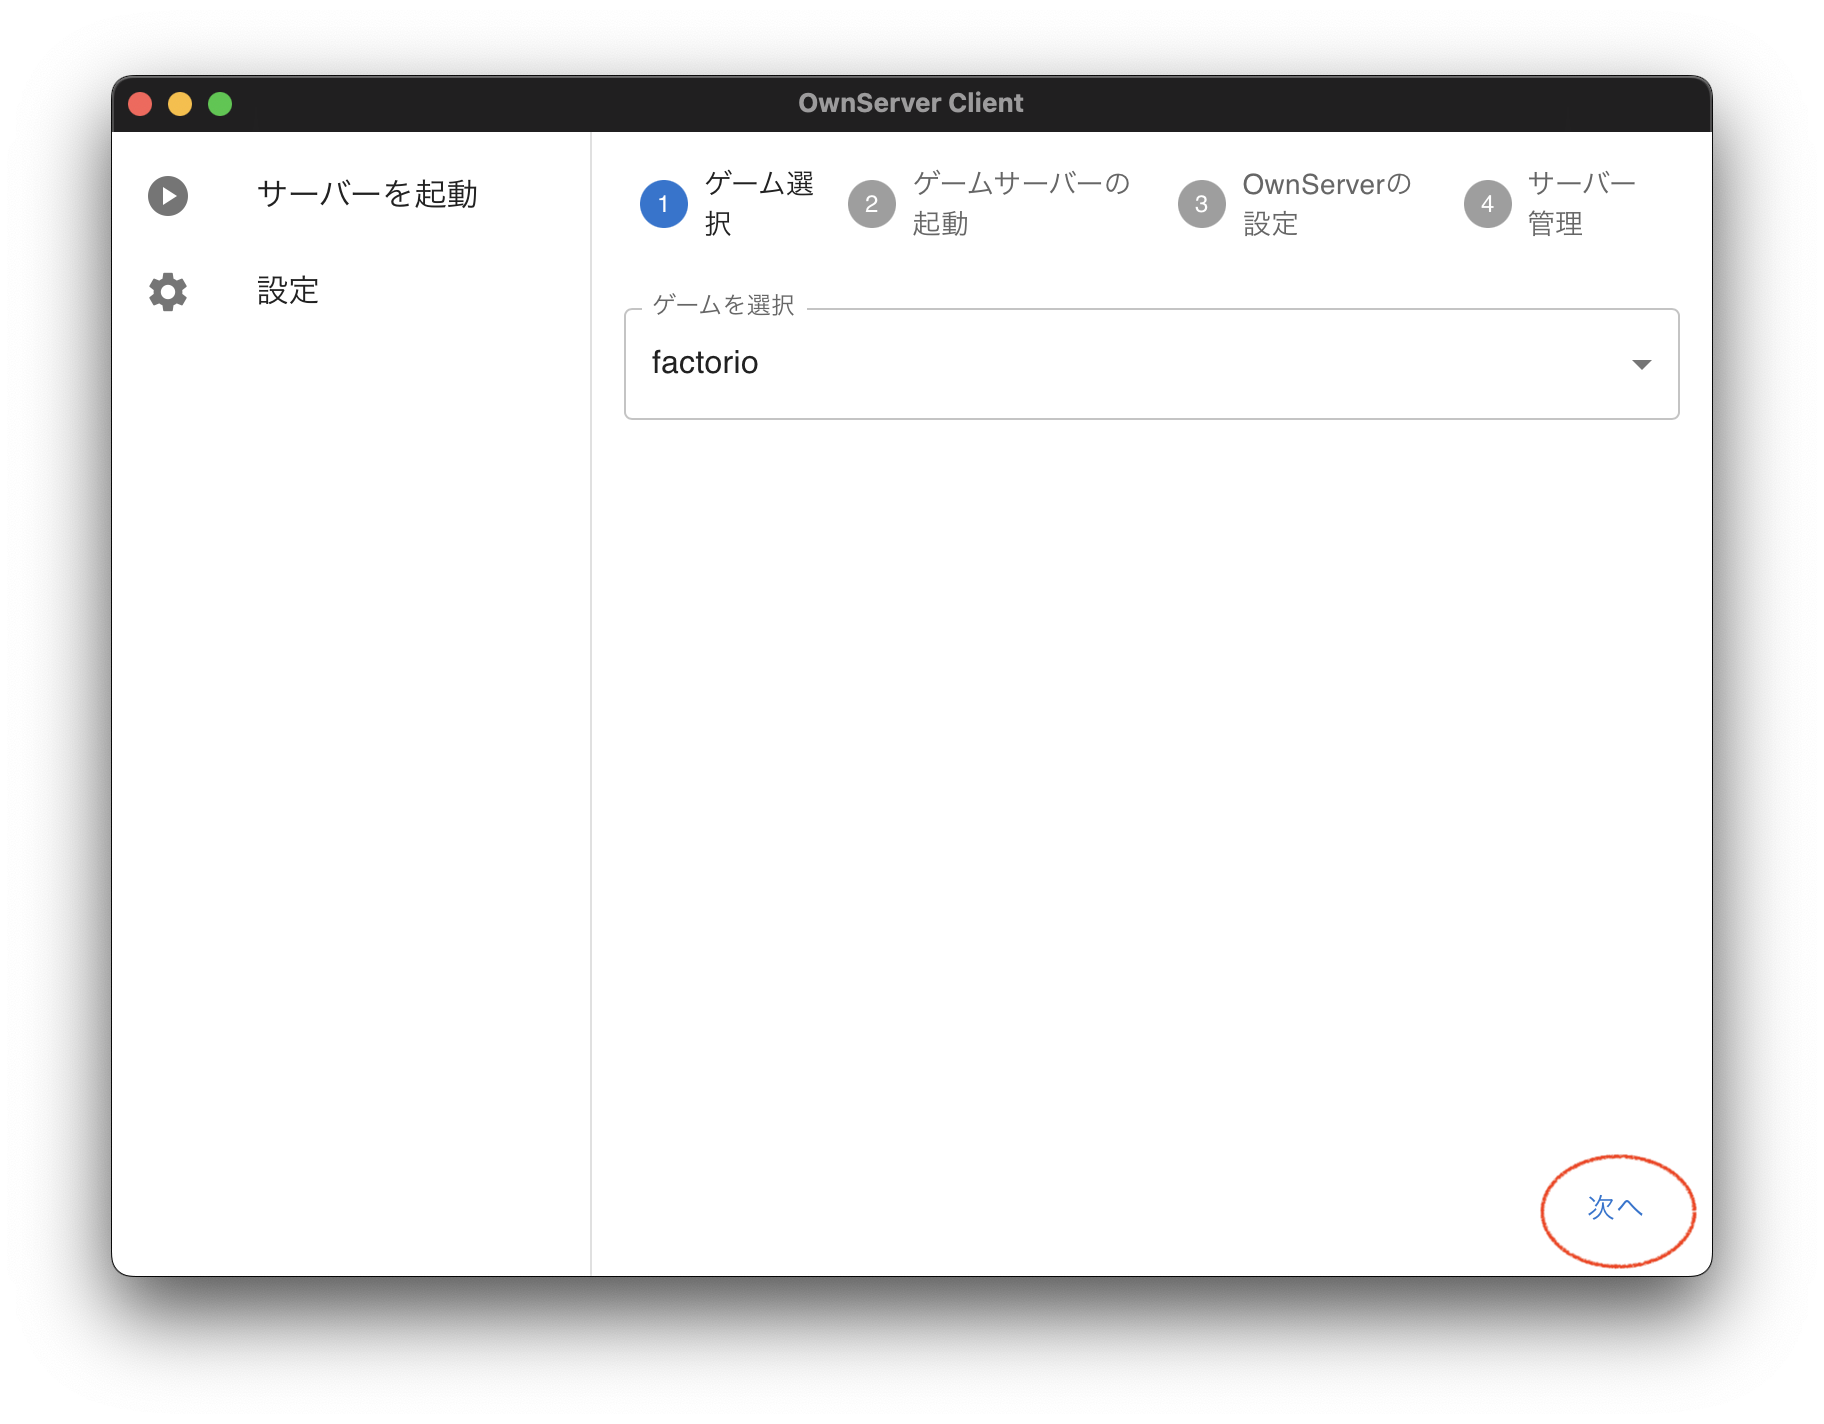 OwnServer Client
サーバーを起動
設定
1
ゲーム選
択
2
ゲームサーバーの
起動
3
OwnServerの
設定
4
サーバー
管理
ゲームを選択
factorio
次へ